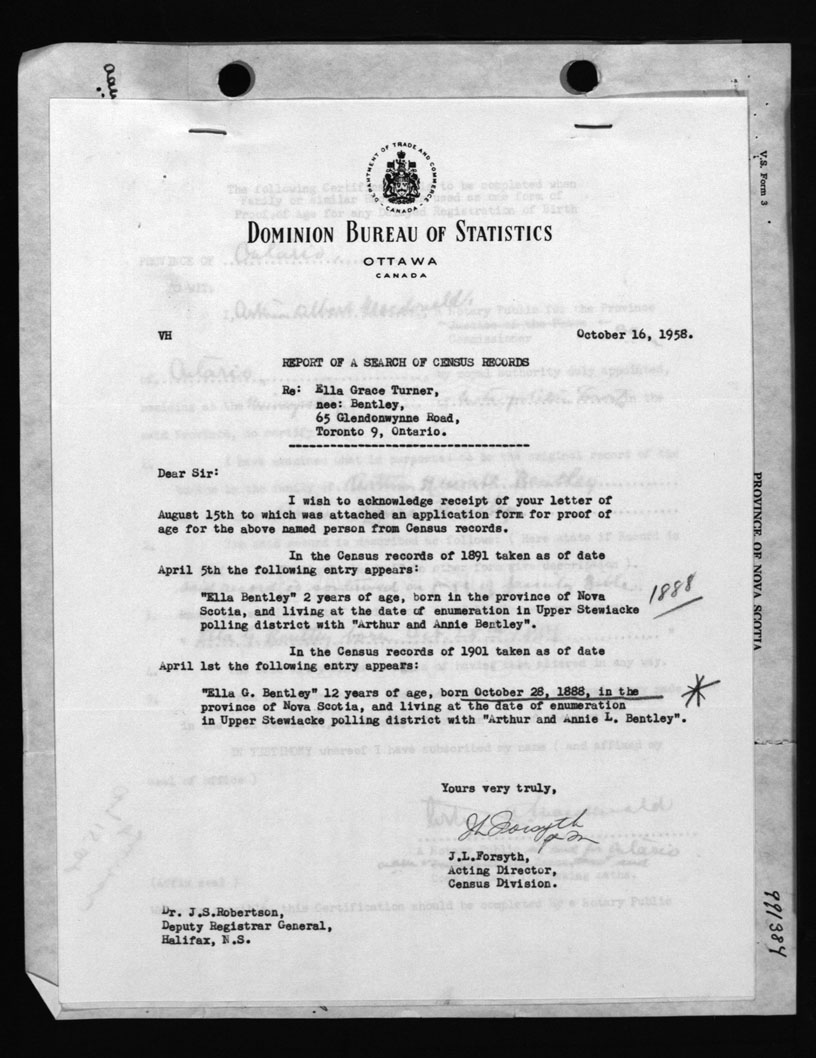 DEPARTMENT OF TRADE AND COMMERCE
CANADA
DOMINION BUREAU OF STATISTICS
OTTAWA
CANADA
VH
October 16, 1958.
REPORT OF A SEARCH OF CENSUS RECORDS
Re: Ella Grace Turner,
nee: Bentley,
65 Glendonwynne Road,
Toronto 9, Ontario.
Dear Sir:
I wish to acknowledge receipt of your letter of
August 15th to which was attached an application form for proof of
age for the above named person from Census records.
In the Census records of 1891 taken as of date
April 5th the following entry appears:
"Ella Bentley" 2 years of age, born in the province of Nova
Scotia, and living at the date of enumeration in Upper Stewiacke
polling district with "Arthur and Annie Bentley".
1888
In the Census records of 1901 taken as of date
April 1st the following entry appears:
"Ella G. Bentley" 12 years of age, born October 28, 1888, in the
province of Nova Scotia, and living at the date of enumeration
in Upper Stewiacke polling district with "Arthur and Annie L. Bentley".
Yours very truly,
J.L.Forsyth,
Acting Director,
Census Division.
Dr. J.S.Robertson,
Deputy Registrar General,
Halifax, N.S.
V.S. Form 3
PROVINCE OF NOVA SCOTIA
991384